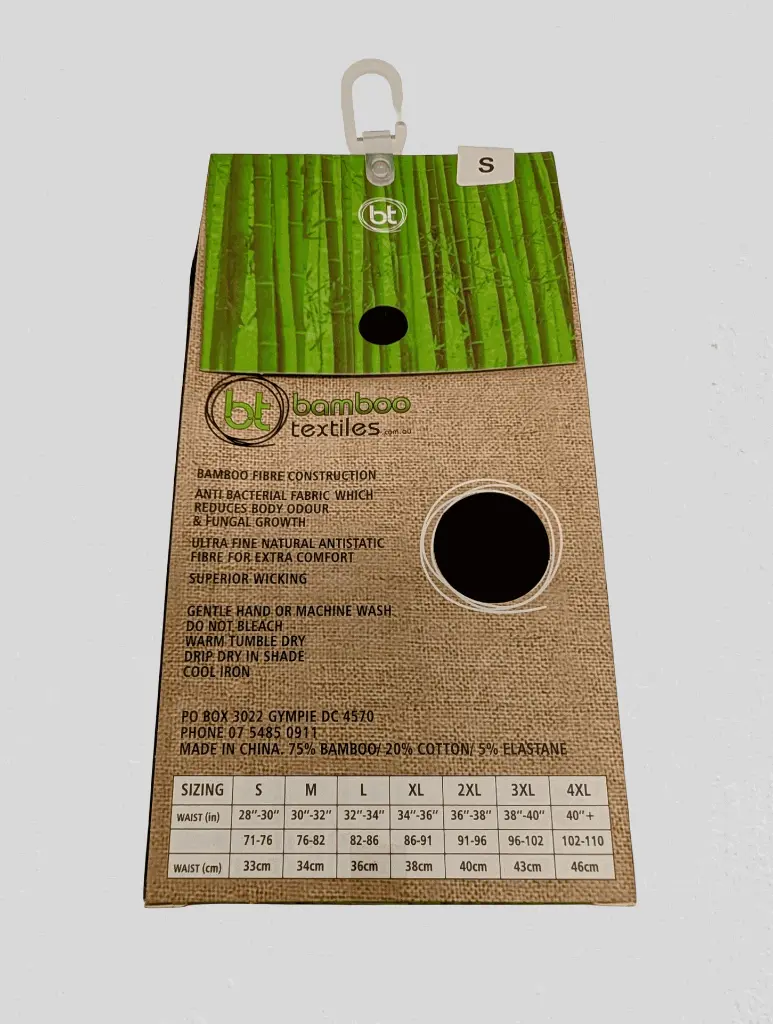 S
bt
bt bamboo
textiles.com.au
BAMBOO FIBRE CONSTRUCTION
ANTI BACTERIAL FABRIC WHICH
REDUCES BODY ODOUR
& FUNGAL GROWTH
ULTRA FINE NATURAL ANTISTATIC
FIBRE FOR EXTRA COMFORT
SUPERIOR WICKING
GENTLE HAND OR MACHINE WASH
DO NOT BLEACH
WARM TUMBLE DRY
DRIP DRY IN SHADE
COOL IRON
PO BOX 3022 GYMPIE DC 4570
PHONE 07 5485 0911
MADE IN CHINA. 75% BAMBOO/ 20% COTTON/ 5% ELASTANE
SIZING S M L XL 2XL 3XL 4XL
WAIST (in) 28"-30" 30"-32" 32"-34" 34"-36" 36"-38" 38"-40" 40"+
71-76 76-82 82-86 86-91 91-96 96-102 102-110
WAIST (cm) 33cm 34cm 36cm 38cm 40cm 43cm 46cm